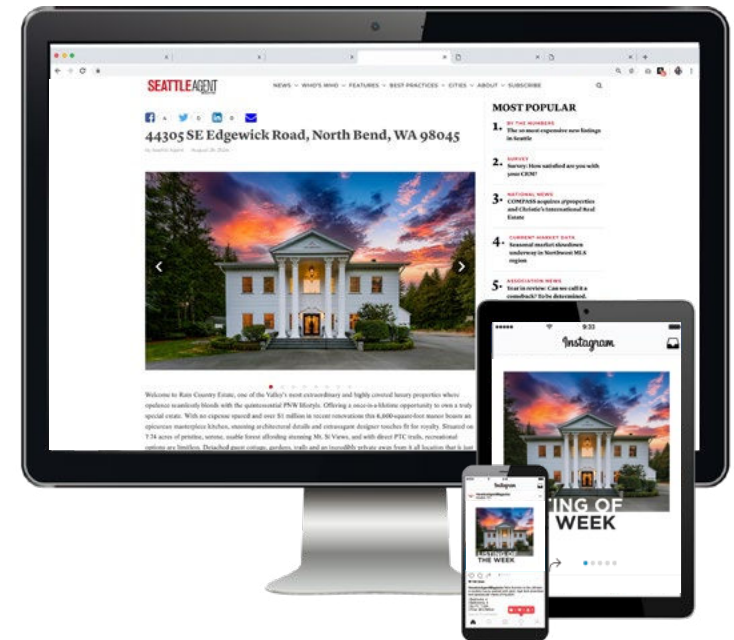 SEATTLEAGENT
NEWS WHO'S WHO FEATURES BEST PRACTICES CITIES ABOUT SUBSCRIBE
44305 SE Edgewick Road, North Bend, WA 98045
by Seattle Agent August 26, 2024
MOST POPULAR
1. BY THE NUMBERS
The 10 most expensive new listings
in Seattle
2. SURVEY
Survey: How satisfied are you with
your CRM?
3. NATIONAL NEWS
COMPASS acquires @properties
and Christie's International Real
Estate
4. CURRENT MARKET DATA
Seasonal market slowdown
underway in Northwest MLS
region
5. ASSOCIATION NEWS
Year in review: Can we call it a
comeback? To be determined.
Welcome to Rain Country Estate, one of the Valley's most extraordinary and highly coveted luxury properties where
opulence seamlessly blends with the quintessential PNW lifestyle. Offering a once-in-a-lifetime opportunity to own a truly
special estate. With no expense spared and over $1 million in recent renovations this 6,600-square-foot manor boasts an
epicurean masterpiece kitchen, stunning architectural details and extravagant designer touches fit for royalty. Situated on
7.74 acres of pristine, serene, usable forest affording stunning Mt. Si Views, and with direct PTC trails, recreational
options are limitless. Detached guest cottage, gardens, trails and an incredibly private away from it all location that is just
9:33
Instagram
ING OF
WEEK
Instagram
LISTING OF
THE WEEK